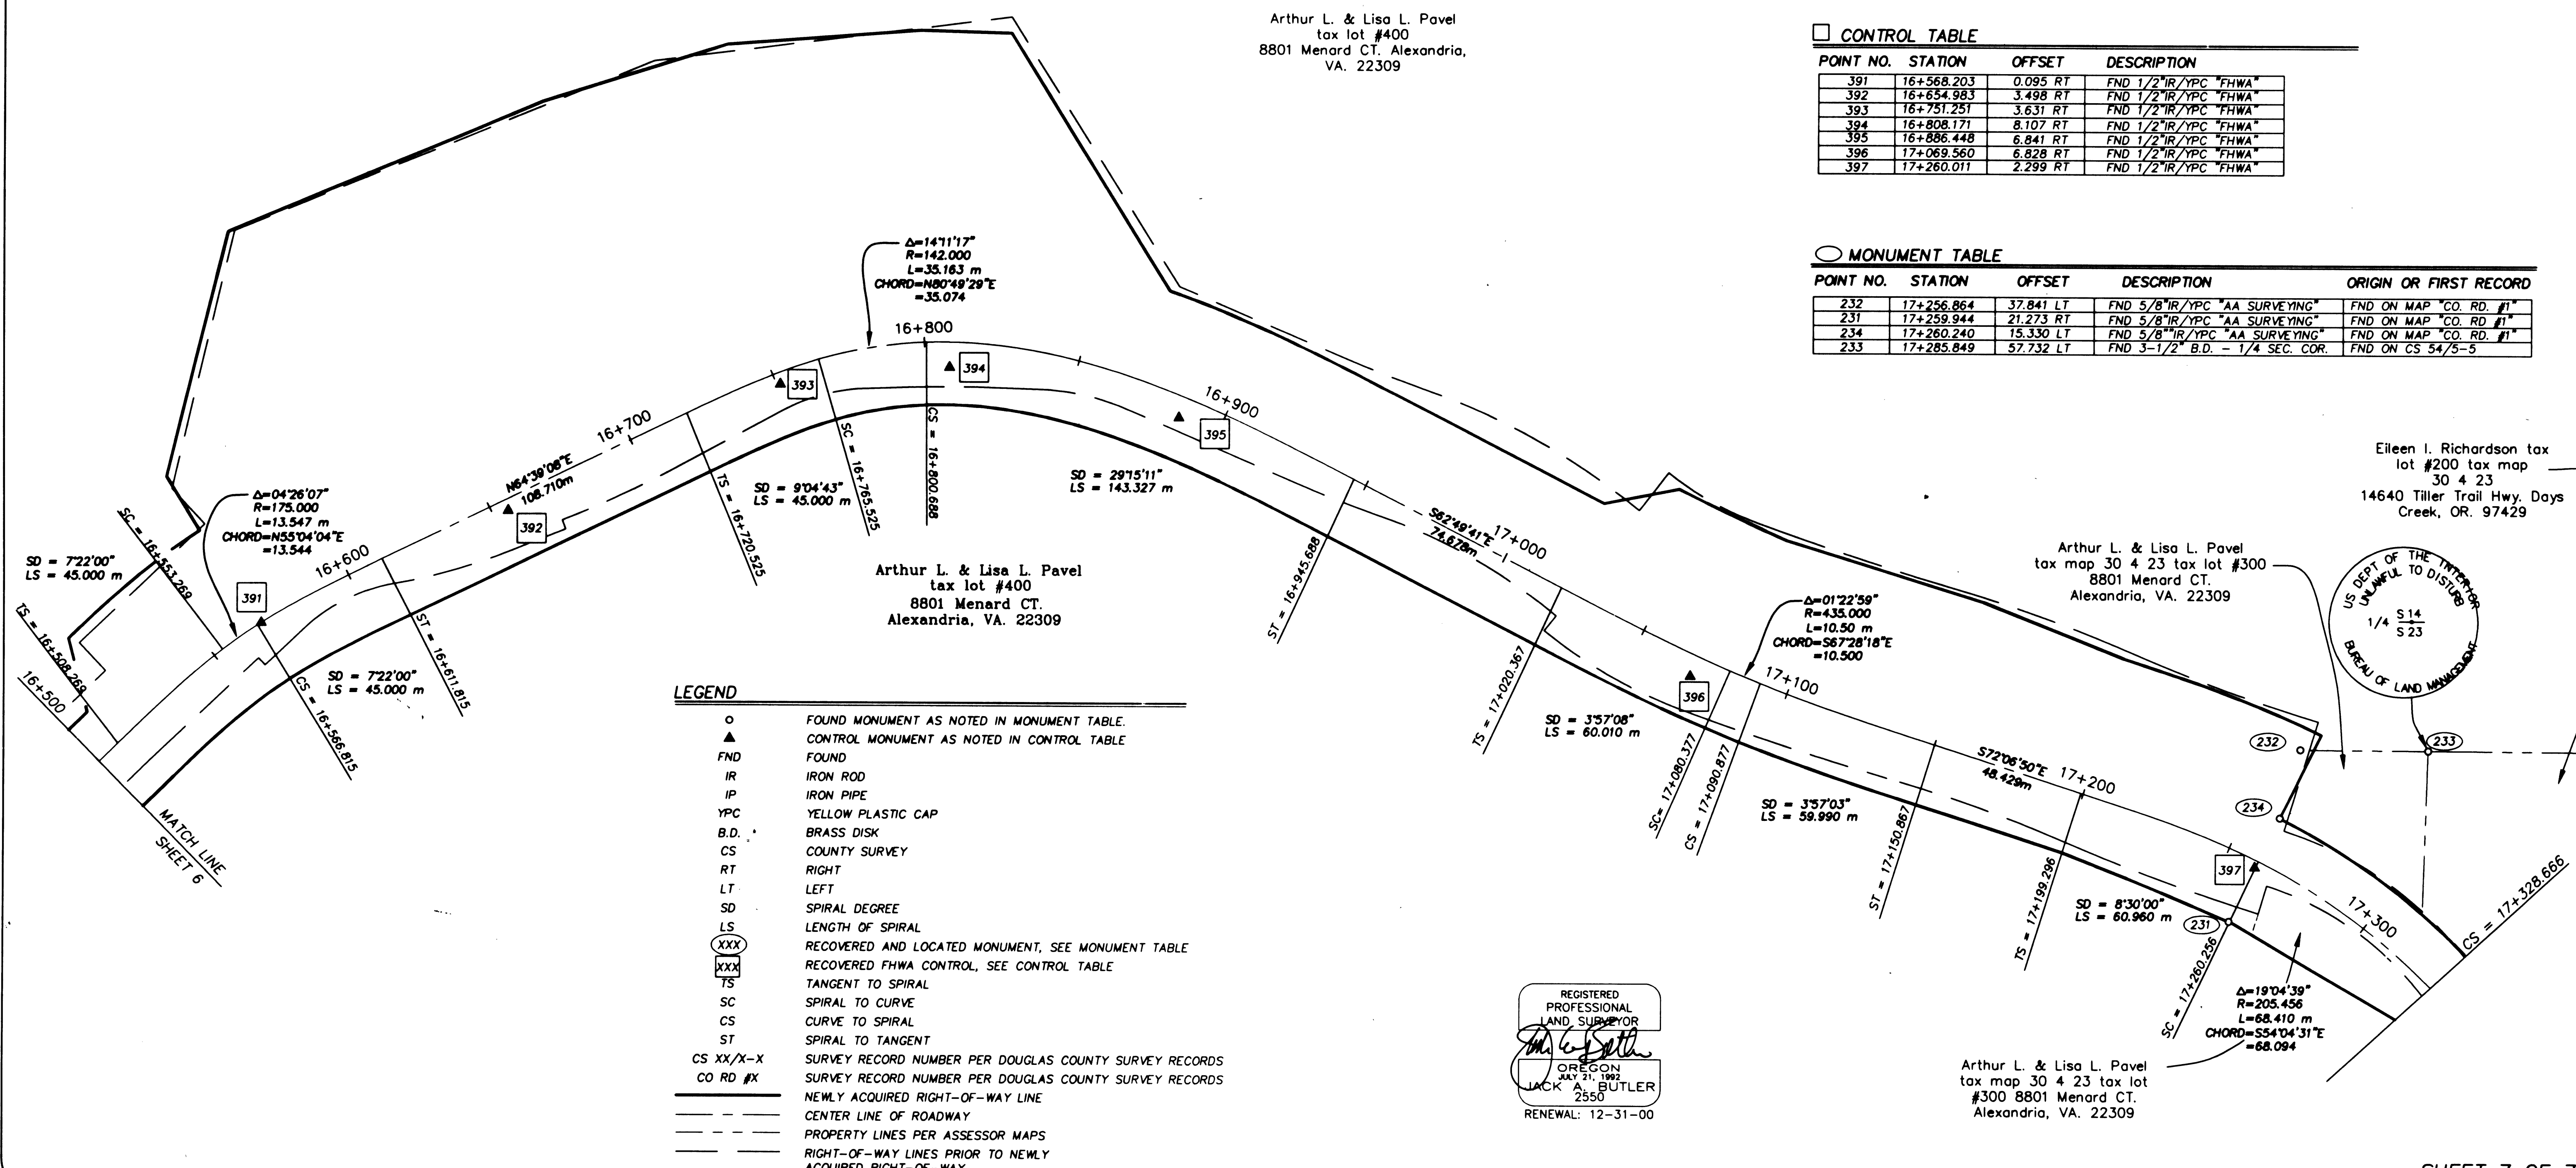 Arthur L. & Lisa L. Pavel
tax lot #400
8801 Menard CT. Alexandria,
VA. 22309
CONTROL TABLE
POINT NO. STATION OFFSET DESCRIPTION
391 16+568.203 0.095 RT FND 1/2"IR/YPC "FHWA"
392 16+654.983 3.498 RT FND 1/2"IR/YPC "FHWA"
393 16+751.251 3.631 RT FND 1/2"IR/YPC "FHWA"
394 16+808.171 8.107 RT FND 1/2"IR/YPC "FHWA"
395 16+886.448 6.841 RT FND 1/2"IR/YPC "FHWA"
396 17+069.560 6.828 RT FND 1/2"IR/YPC "FHWA"
397 17+260.011 2.299 RT FND 1/2"IR/YPC "FHWA"
MONUMENT TABLE
POINT NO. STATION OFFSET DESCRIPTION ORIGIN OR FIRST RECORD
232 17+256.864 37.841 LT FND 5/8"IR/YPC "AA SURVEYING" FND ON MAP "CO. RD. #1"
231 17+259.944 21.273 RT FND 5/8"IR/YPC "AA SURVEYING" FND ON MAP "CO. RD #1"
234 17+260.240 15.330 LT FND 5/8""IR/YPC "AA SURVEYING" FND ON MAP "CO. RD. #1"
233 17+285.849 57.732 LT FND 3-1/2" B.D. - 1/4 SEC. COR. FND ON CS 54/5-5
Δ=14°11'17"
R=142.000
L=35.163 m
CHORD=N80°49'29"E
=35.074
16+800
393
394
16+700
16+900
395
N64°39'08"E
108.710m
392
SC = 16+765.525
CS = 16+800.688
TS = 16+720.525
SD = 9°04'43"
LS = 45.000 m
SD = 29°15'11"
LS = 143.327 m
Δ=04°26'07"
R=175.000
L=13.547 m
CHORD=N55°04'04"E
=13.544
SC = 16+553.269
SD = 7°22'00"
LS = 45.000 m
16+600
391
TS = 16+508.269
16+500
ST = 16+611.815
SD = 7°22'00"
LS = 45.000 m
CS = 16+566.815
MATCH LINE
SHEET 6
Arthur L. & Lisa L. Pavel
tax lot #400
8801 Menard CT.
Alexandria, VA. 22309
S62°49'41"E
74.678m
17+000
ST = 16+945.688
TS = 17+020.367
Δ=01°22'59"
R=435.000
L=10.50 m
CHORD=S67°28'18"E
=10.500
396
17+100
SD = 3°57'08"
LS = 60.010 m
SC= 17+080.377
CS = 17+090.877
SD = 3°57'03"
LS = 59.990 m
ST = 17+150.867
S72°06'50"E
48.429m
17+200
TS = 17+199.296
Eileen I. Richardson tax
lot #200 tax map
30 4 23
14640 Tiller Trail Hwy. Days
Creek, OR. 97429
Arthur L. & Lisa L. Pavel
tax map 30 4 23 tax lot #300
8801 Menard CT.
Alexandria, VA. 22309
US DEPT OF THE INTERIOR
UNLAWFUL TO DISTURB
1/4 S 14
S 23
BUREAU OF LAND MANAGEMENT
232
233
234
397
231
17+300
SD = 8°30'00"
LS = 60.960 m
SC = 17+260.256
CS = 17+328.666
Δ=19°04'39"
R=205.456
L=68.410 m
CHORD=S54°04'31"E
=68.094
Arthur L. & Lisa L. Pavel
tax map 30 4 23 tax lot
#300 8801 Menard CT.
Alexandria, VA. 22309
LEGEND
FOUND MONUMENT AS NOTED IN MONUMENT TABLE.
CONTROL MONUMENT AS NOTED IN CONTROL TABLE
FND FOUND
IR IRON ROD
IP IRON PIPE
YPC YELLOW PLASTIC CAP
B.D. BRASS DISK
CS COUNTY SURVEY
RT RIGHT
LT LEFT
SD SPIRAL DEGREE
LS LENGTH OF SPIRAL
XXX RECOVERED AND LOCATED MONUMENT, SEE MONUMENT TABLE
XXX RECOVERED FHWA CONTROL, SEE CONTROL TABLE
TS TANGENT TO SPIRAL
SC SPIRAL TO CURVE
CS CURVE TO SPIRAL
ST SPIRAL TO TANGENT
CS XX/X-X SURVEY RECORD NUMBER PER DOUGLAS COUNTY SURVEY RECORDS
CO RD #X SURVEY RECORD NUMBER PER DOUGLAS COUNTY SURVEY RECORDS
NEWLY ACQUIRED RIGHT-OF-WAY LINE
CENTER LINE OF ROADWAY
PROPERTY LINES PER ASSESSOR MAPS
RIGHT-OF-WAY LINES PRIOR TO NEWLY
ACQUIRED RIGHT-OF-WAY
REGISTERED
PROFESSIONAL
LAND SURVEYOR
OREGON
JULY 21, 1992
JACK A. BUTLER
2550
RENEWAL: 12-31-00
SHEET 7 OF 7